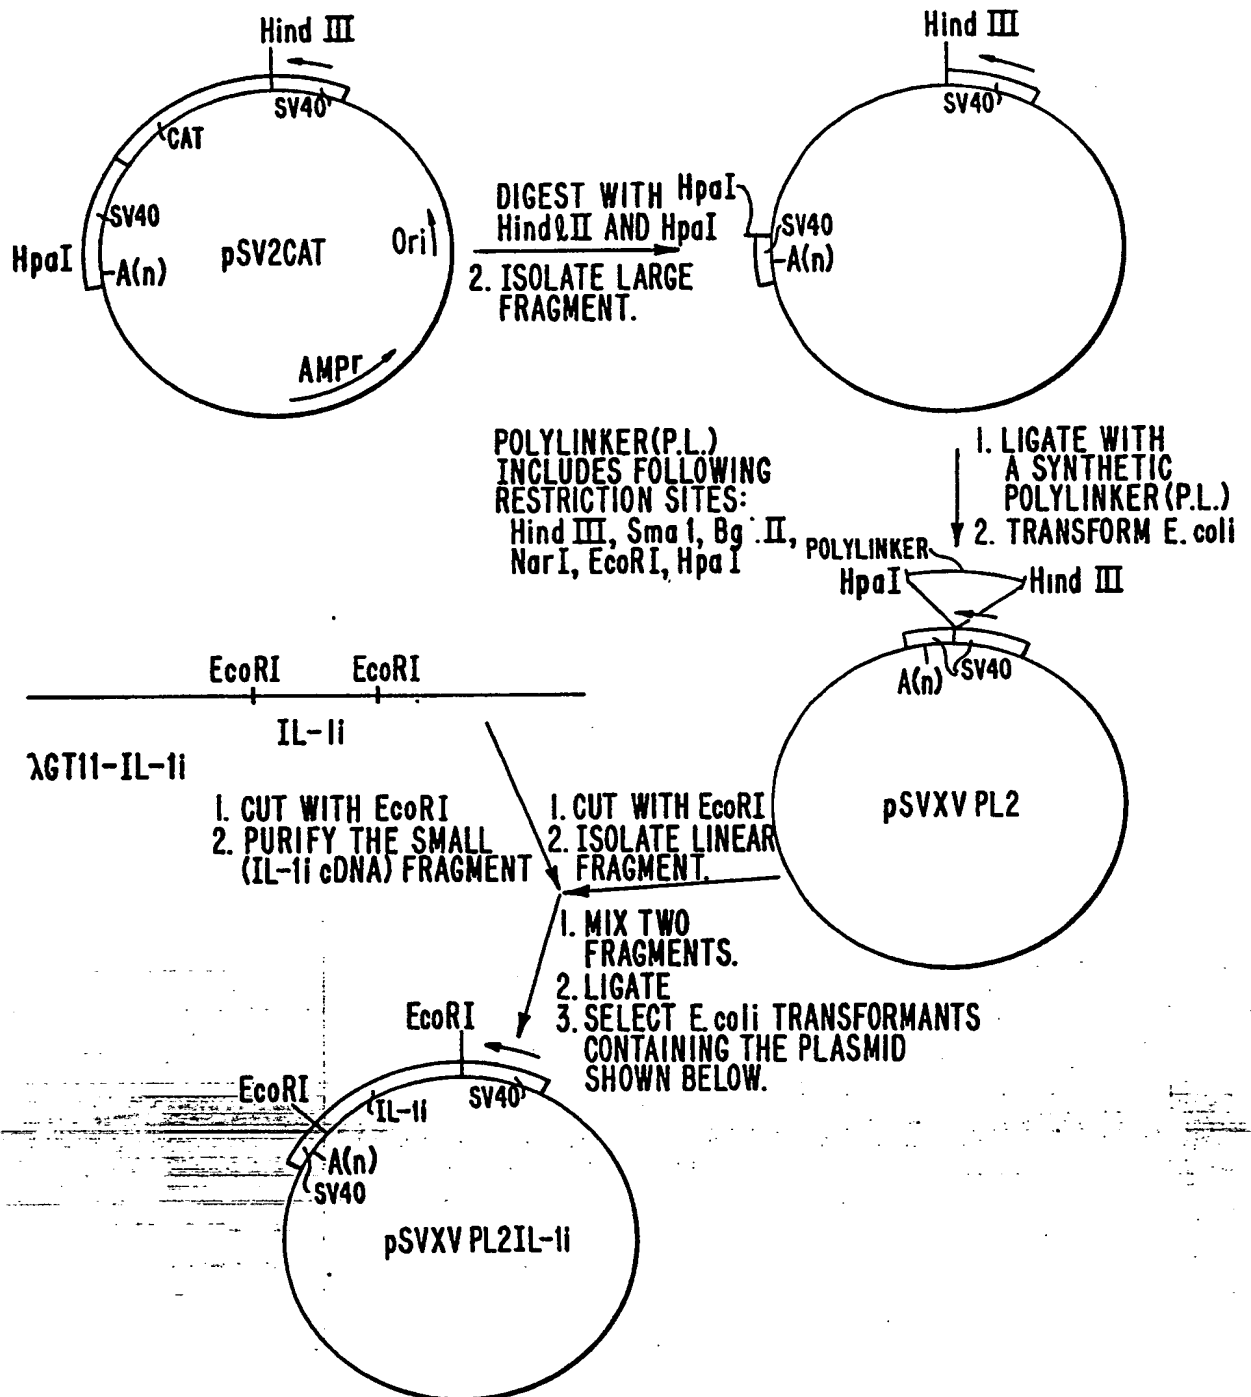 Hind III
SV40
CAT
SV40
HpaI
A(n)
pSV2CAT
Ori
AMPr
DIGEST WITH
HindlII AND HpaI
2. ISOLATE LARGE
FRAGMENT.
Hind III
SV40
HpaI
SV40
A(n)
POLYLINKER(P.L.)
INCLUDES FOLLOWING
RESTRICTION SITES:
Hind III, Sma I, Bg .II,
NarI, EcoRI, HpaI
1. LIGATE WITH
A SYNTHETIC
POLYLINKER(P.L.)
2. TRANSFORM E. coli
POLYLINKER
HpaI
Hind III
A(n)
SV40
pSVXV PL2
EcoRI
EcoRI
IL-1i
λGT11-IL-1i
1. CUT WITH EcoRI
2. PURIFY THE SMALL
(IL-1i cDNA) FRAGMENT
1. CUT WITH EcoRI
2. ISOLATE LINEAR
FRAGMENT.
1. MIX TWO
FRAGMENTS.
2. LIGATE
3. SELECT E. coli TRANSFORMANTS
CONTAINING THE PLASMID
SHOWN BELOW.
EcoRI
EcoRI
IL-1i
SV40
A(n)
SV40
pSVXV PL2IL-1i